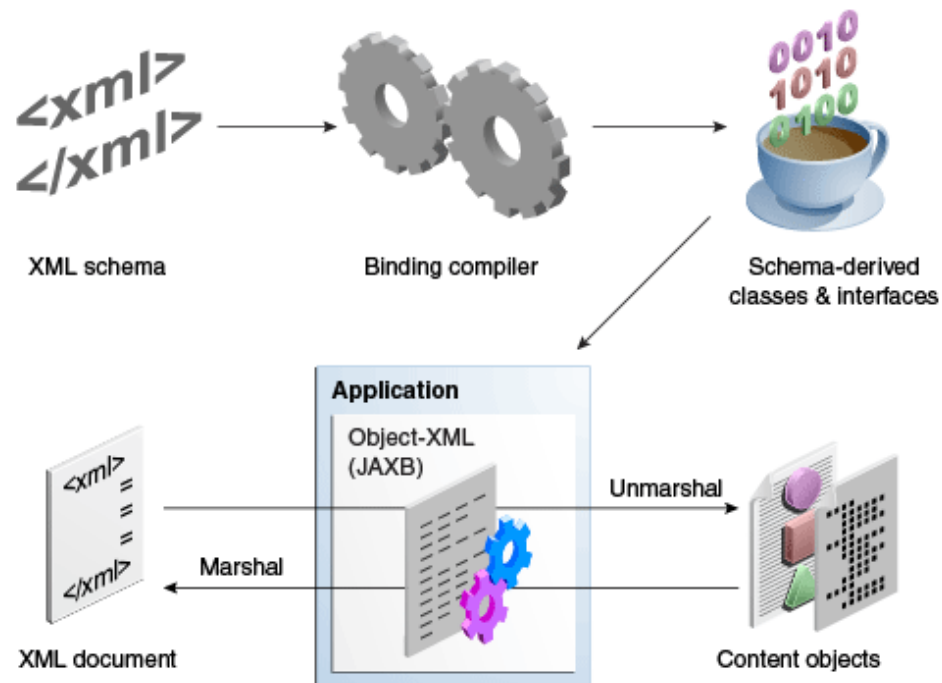 <xml>
</xml>
0010
1010
0100
XML schema
Binding compiler
Schema-derived
classes & interfaces
Application
Object-XML
(JAXB)
<xml>
=
=
=
</xml>
Unmarshal
Marshal
XML document
Content objects